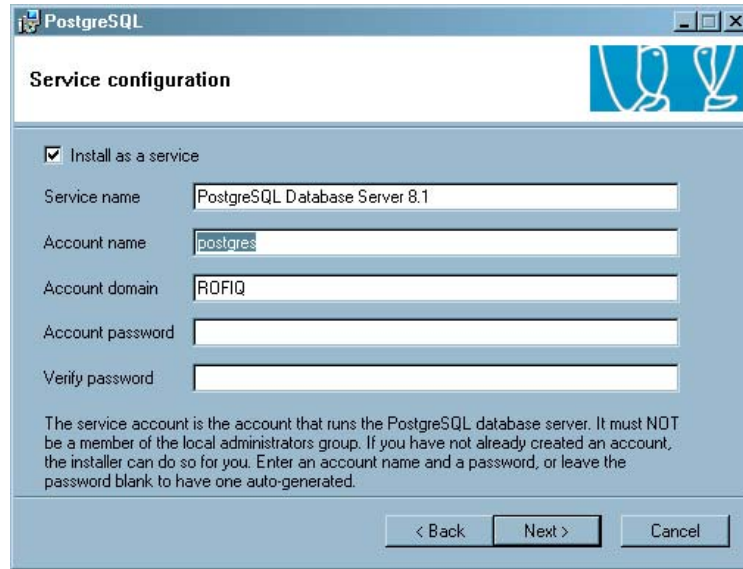 PostgreSQL
Service configuration
Install as a service
Service name PostgreSQL Database Server 8.1
Account name postgres
Account domain ROFIQ
Account password
Verify password
The service account is the account that runs the PostgreSQL database server. It must NOT
be a member of the local administrators group. If you have not already created an account,
the installer can do so for you. Enter an account name and a password, or leave the
password blank to have one auto-generated.
< Back Next > Cancel